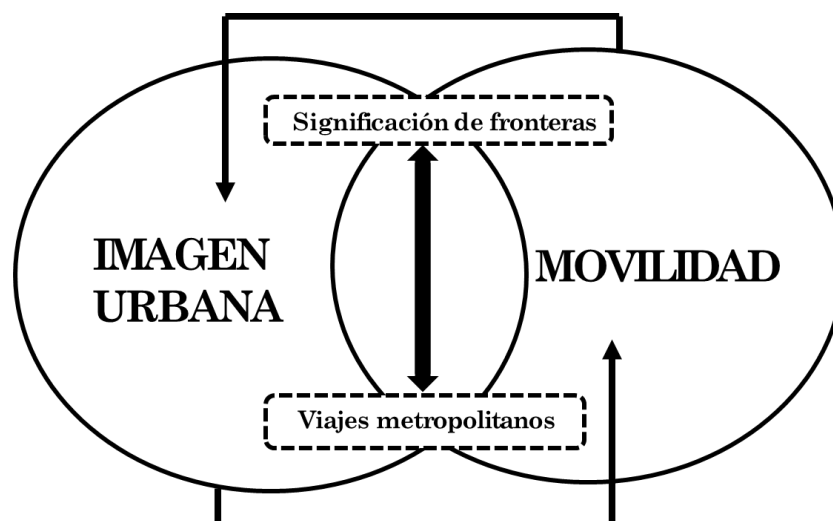 Significación de fronteras
IMAGEN
URBANA
MOVILIDAD
Viajes metropolitanos